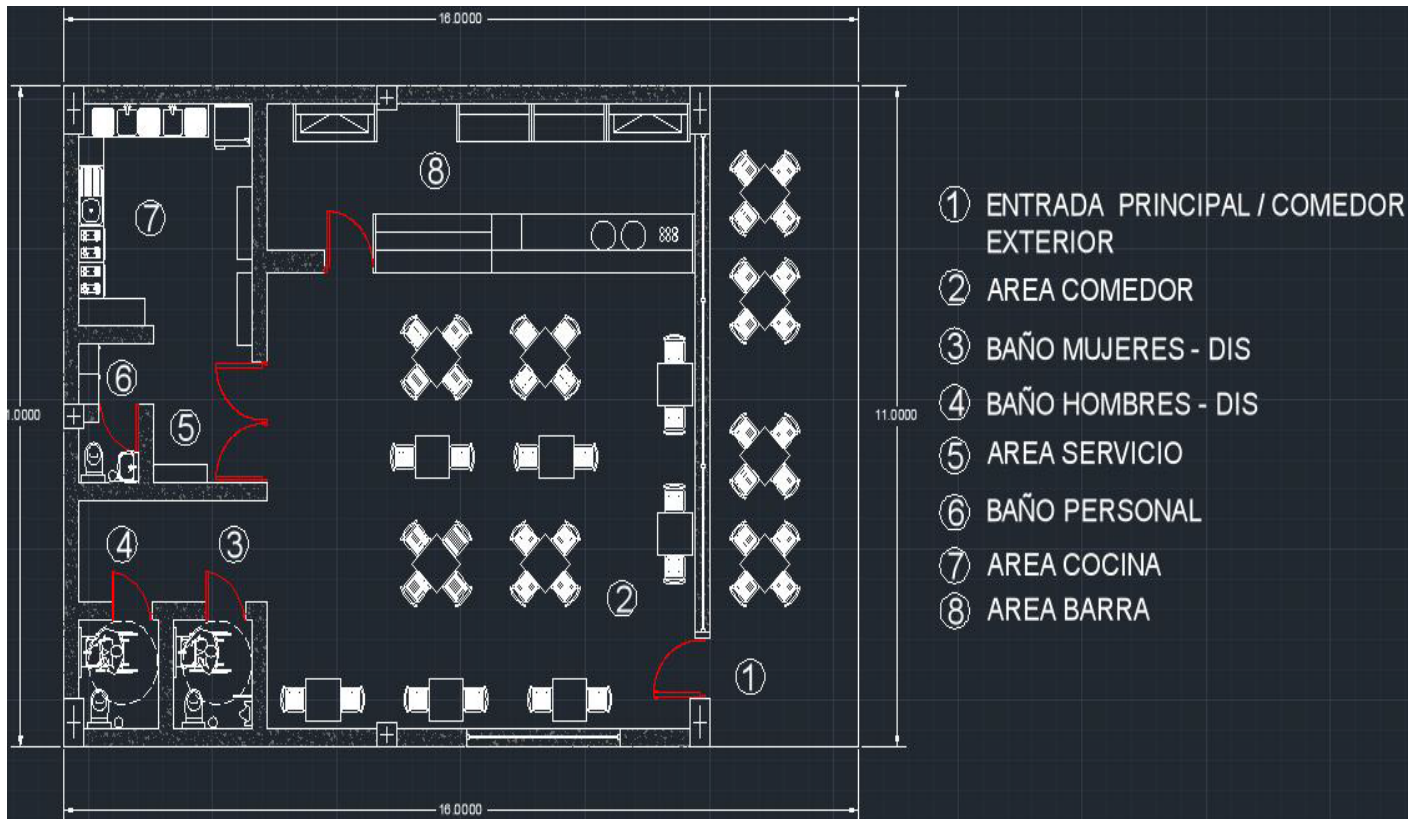 16.0000
8
7
6
5
4
3
2
1
1.0000
11.0000
16.0000
1 ENTRADA PRINCIPAL / COMEDOR
EXTERIOR
2 AREA COMEDOR
3 BAÑO MUJERES - DIS
4 BAÑO HOMBRES - DIS
5 AREA SERVICIO
6 BAÑO PERSONAL
7 AREA COCINA
8 AREA BARRA